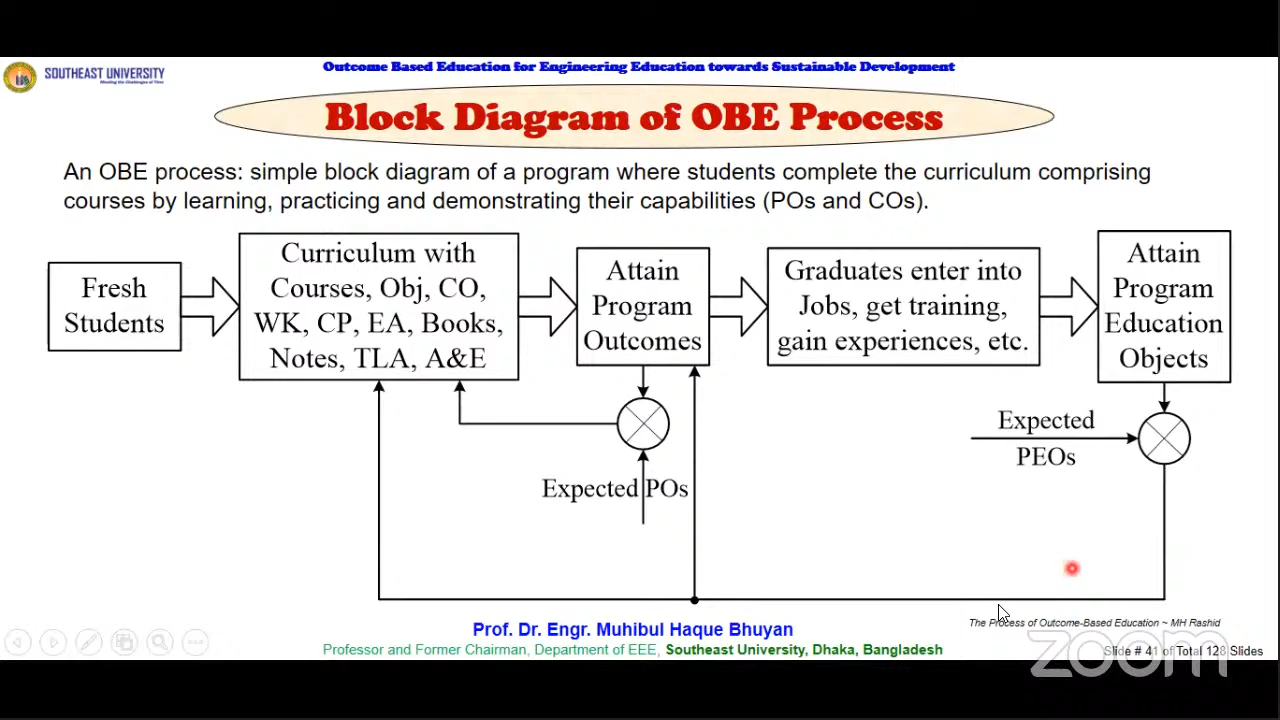 SOUTHEAST UNIVERSITY
Meeting the Challenges of Time
Outcome Based Education for Engineering Education towards Sustainable Development
Block Diagram of OBE Process
An OBE process: simple block diagram of a program where students complete the curriculum comprising
courses by learning, practicing and demonstrating their capabilities (POs and COs).
Fresh
Students
Curriculum with
Courses, Obj, CO,
WK, CP, EA, Books,
Notes, TLA, A&E
Attain
Program
Outcomes
Graduates enter into
Jobs, get training,
gain experiences, etc.
Attain
Program
Education
Objects
Expected POs
Expected
PEOs
Prof. Dr. Engr. Muhibul Haque Bhuyan
The Process of Outcome-Based Education ~ MH Rashid
Professor and Former Chairman, Department of EEE, Southeast University, Dhaka, Bangladesh
Slide # 41 of Total 128 Slides
zoom